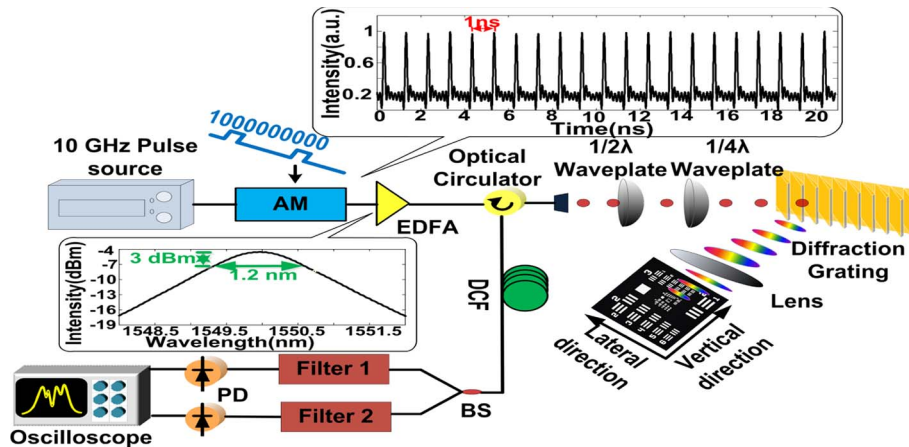 Intensity(a.u.)
1
0.2
1ns
0 2 4 6 8 10 12 14 16 18 20
Time(ns)
1000000000
10 GHz Pulse
source
AM
EDFA
Optical
Circulator
1/2λ
Waveplate
1/4λ
Waveplate
Diffraction
Grating
Lens
Lateral
direction
Vertical
direction
DCF
Intensity(dBm)
-4
-7
-10
-13
-16
-19
3 dBm
1.2 nm
1548.5 1549.5 1550.5 1551.5
Wavelength(nm)
Filter 1
Filter 2
PD
BS
Oscilloscope